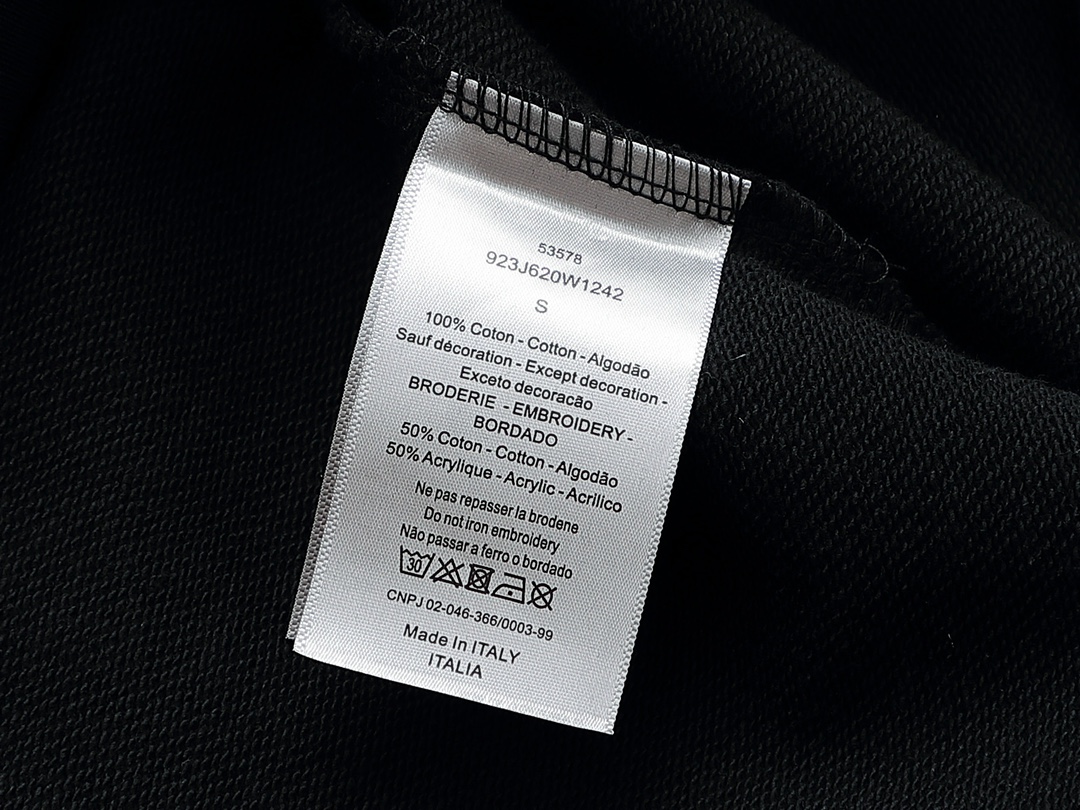 53578
923J620W1242
S
100% Coton - Cotton - Algodão
Sauf décoration - Except decoration -
Exceto decoracão
BRODERIE - EMBROIDERY -
BORDADO
50% Coton - Cotton - Algodão
50% Acrylique - Acrylic - Acrilico
Ne pas repasser la brodene
Do not iron embroidery
Não passar a ferro o bordado
30
CNPJ 02-046-366/0003-99
Made In ITALY
ITALIA